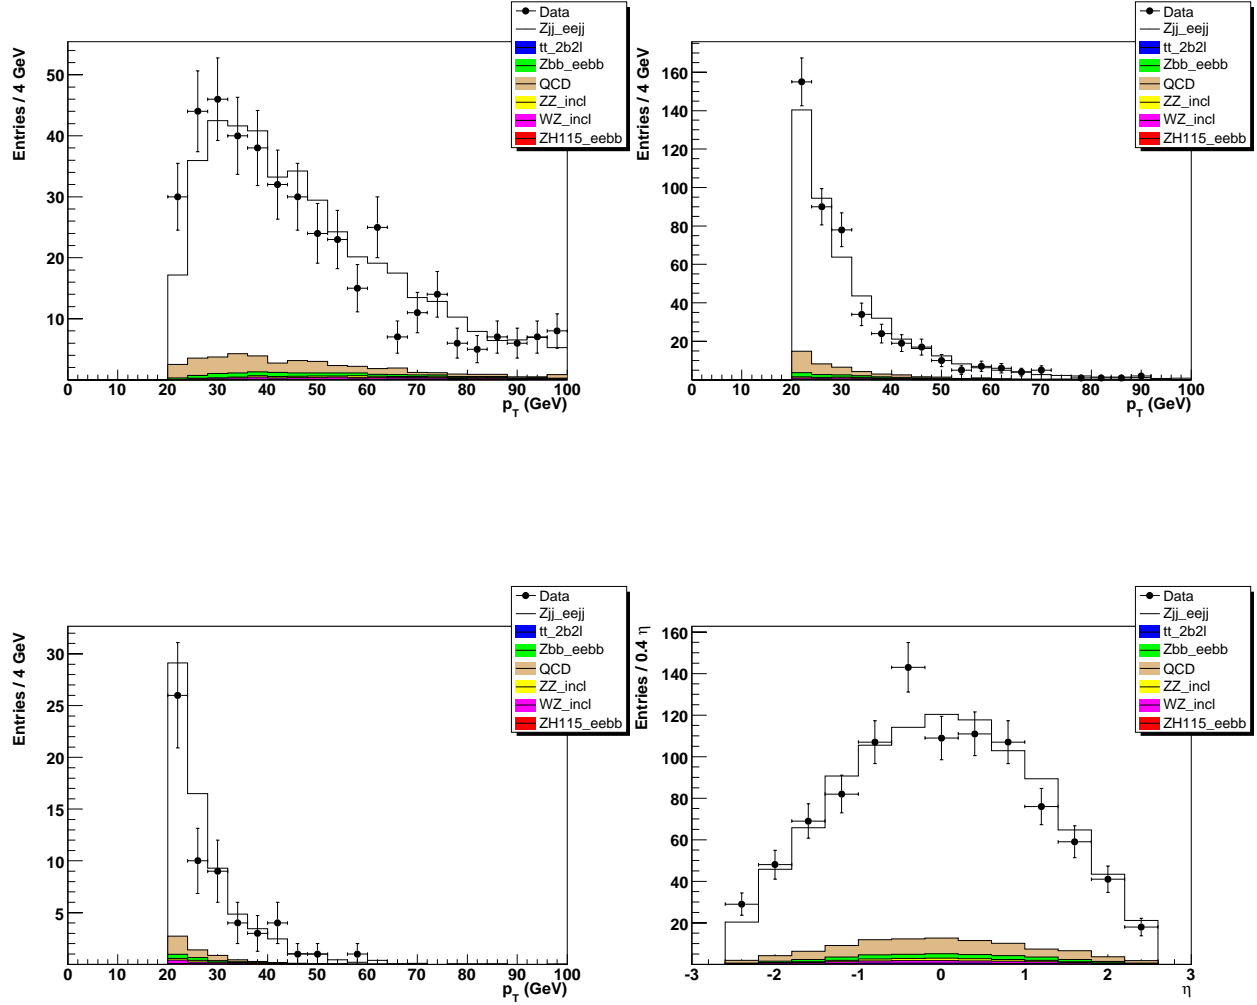 Data
Zjj_eejj
tt_2b2l
Zbb_eebb
QCD
ZZ_incl
WZ_incl
ZH115_eebb
Entries / 4 GeV
50
40
30
20
10
0 10 20 30 40 50 60 70 80 90 100
p_T (GeV)
Data
Zjj_eejj
tt_2b2l
Zbb_eebb
QCD
ZZ_incl
WZ_incl
ZH115_eebb
Entries / 4 GeV
160
140
120
100
80
60
40
20
0 10 20 30 40 50 60 70 80 90 100
p_T (GeV)
Data
Zjj_eejj
tt_2b2l
Zbb_eebb
QCD
ZZ_incl
WZ_incl
ZH115_eebb
Entries / 4 GeV
30
25
20
15
10
5
0 10 20 30 40 50 60 70 80 90 100
p_T (GeV)
Data
Zjj_eejj
tt_2b2l
Zbb_eebb
QCD
ZZ_incl
WZ_incl
ZH115_eebb
Entries / 0.4 η
160
140
120
100
80
60
40
20
-3 -2 -1 0 1 2 3
η